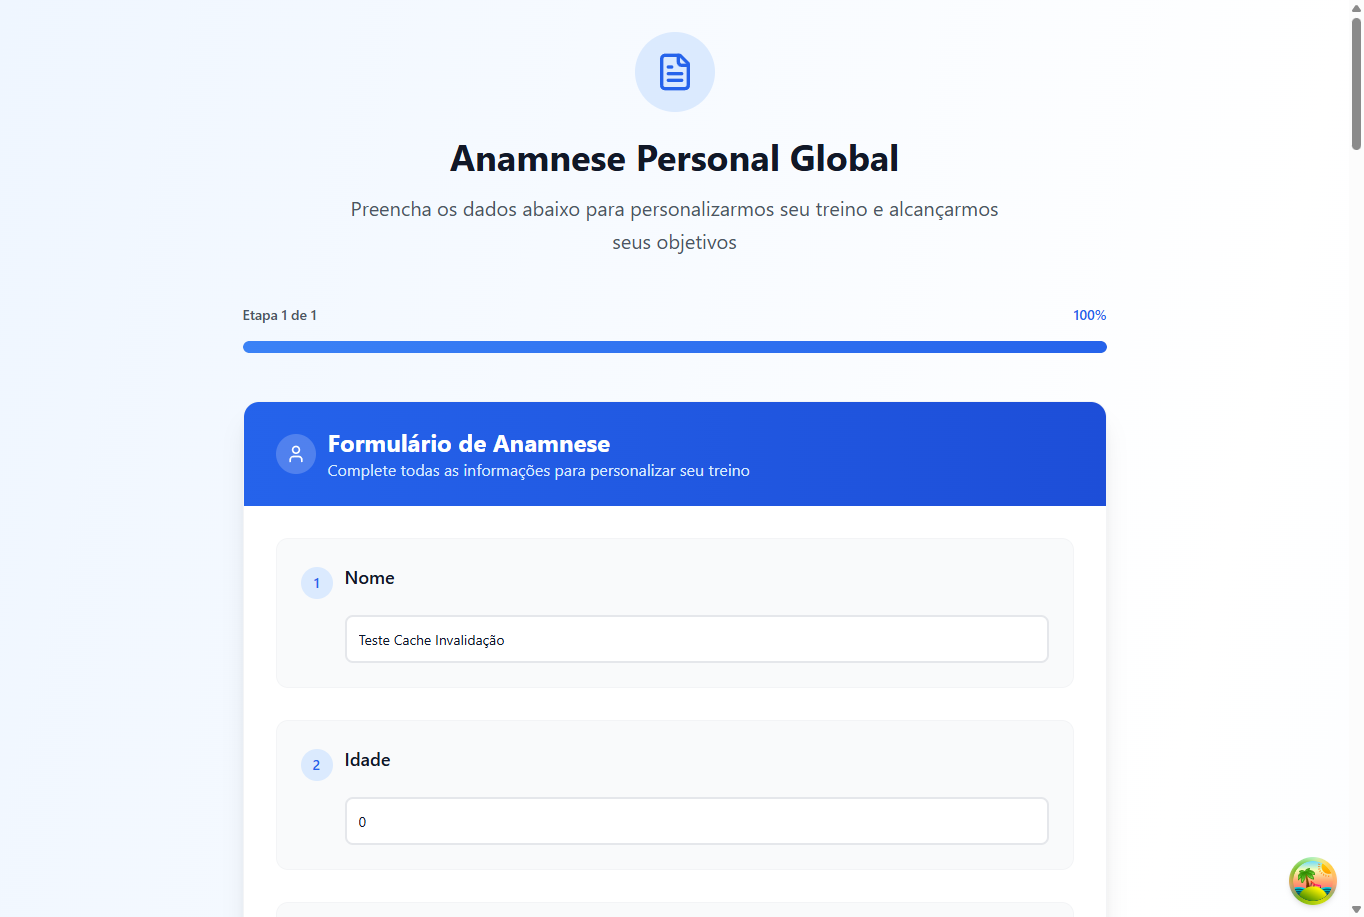 Anamnese Personal Global
Preencha os dados abaixo para personalizarmos seu treino e alcançarmos
seus objetivos
Etapa 1 de 1
100%
Formulário de Anamnese
Complete todas as informações para personalizar seu treino
1
Nome
Teste Cache Invalidação
2
Idade
0